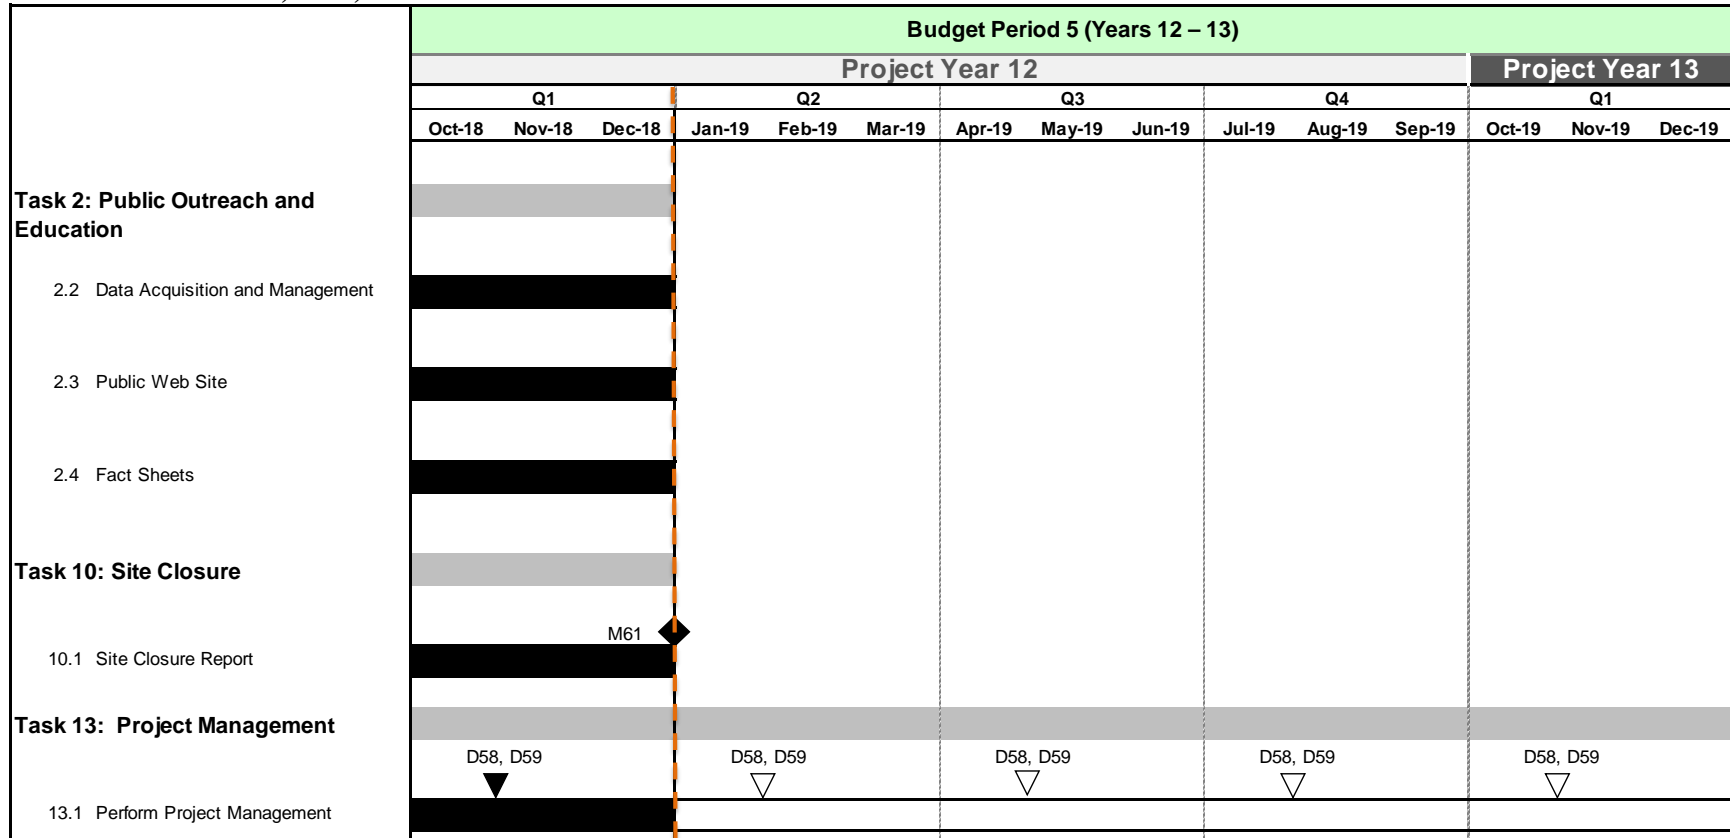 Budget Period 5 (Years 12 – 13)
Project Year 12 Project Year 13
Q1 Q2 Q3 Q4 Q1
Oct-18 Nov-18 Dec-18 Jan-19 Feb-19 Mar-19 Apr-19 May-19 Jun-19 Jul-19 Aug-19 Sep-19 Oct-19 Nov-19 Dec-19
Task 2: Public Outreach and
Education
2.2 Data Acquisition and Management
2.3 Public Web Site
2.4 Fact Sheets
Task 10: Site Closure
M61
10.1 Site Closure Report
Task 13: Project Management
D58, D59 D58, D59 D58, D59 D58, D59 D58, D59
13.1 Perform Project Management